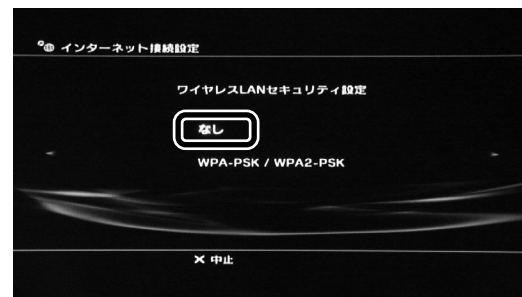 インターネット接続設定
ワイヤレスLANセキュリティ設定
なし
WPA-PSK / WPA2-PSK
× 中止